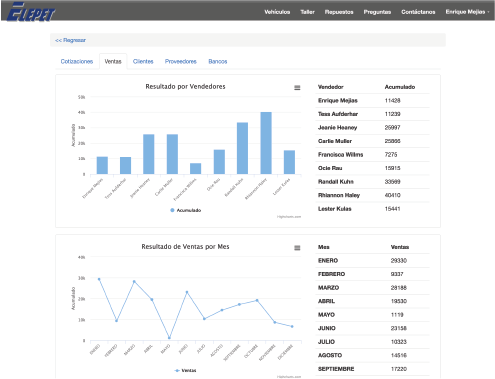 ELEPET
Vehículos Taller Repuestos Preguntas Contáctanos Enrique Mejías
<< Regresar
Cotizaciones Ventas Clientes Proveedores Bancos
Resultado por Vendedores
Acumulado
50k
40k
30k
20k
10k
0
Enrique Mejias
Tess Aufderhar
Jeanie Heaney
Carlie Muller
Francisca Willms
Ocie Rau
Randall Kuhn
Rhiannon Haley
Lester Kulas
Acumulado
Highcharts.com
Vendedor Acumulado
Enrique Mejias 11428
Tess Aufderhar 11239
Jeanie Heaney 25997
Carlie Muller 25866
Francisca Willms 7275
Ocie Rau 15915
Randall Kuhn 33569
Rhiannon Haley 40410
Lester Kulas 15441
Resultado de Ventas por Mes
Acumulado
40k
30k
20k
10k
0k
ENERO
FEBRERO
MARZO
ABRIL
MAYO
JUNIO
JULIO
AGOSTO
SEPTIEMBRE
OCTUBRE
NOVIEMBRE
DICIEMBRE
Ventas
Highcharts.com
Mes Ventas
ENERO 29330
FEBRERO 9337
MARZO 28188
ABRIL 19530
MAYO 1119
JUNIO 23158
JULIO 10323
AGOSTO 14516
SEPTIEMBRE 17220